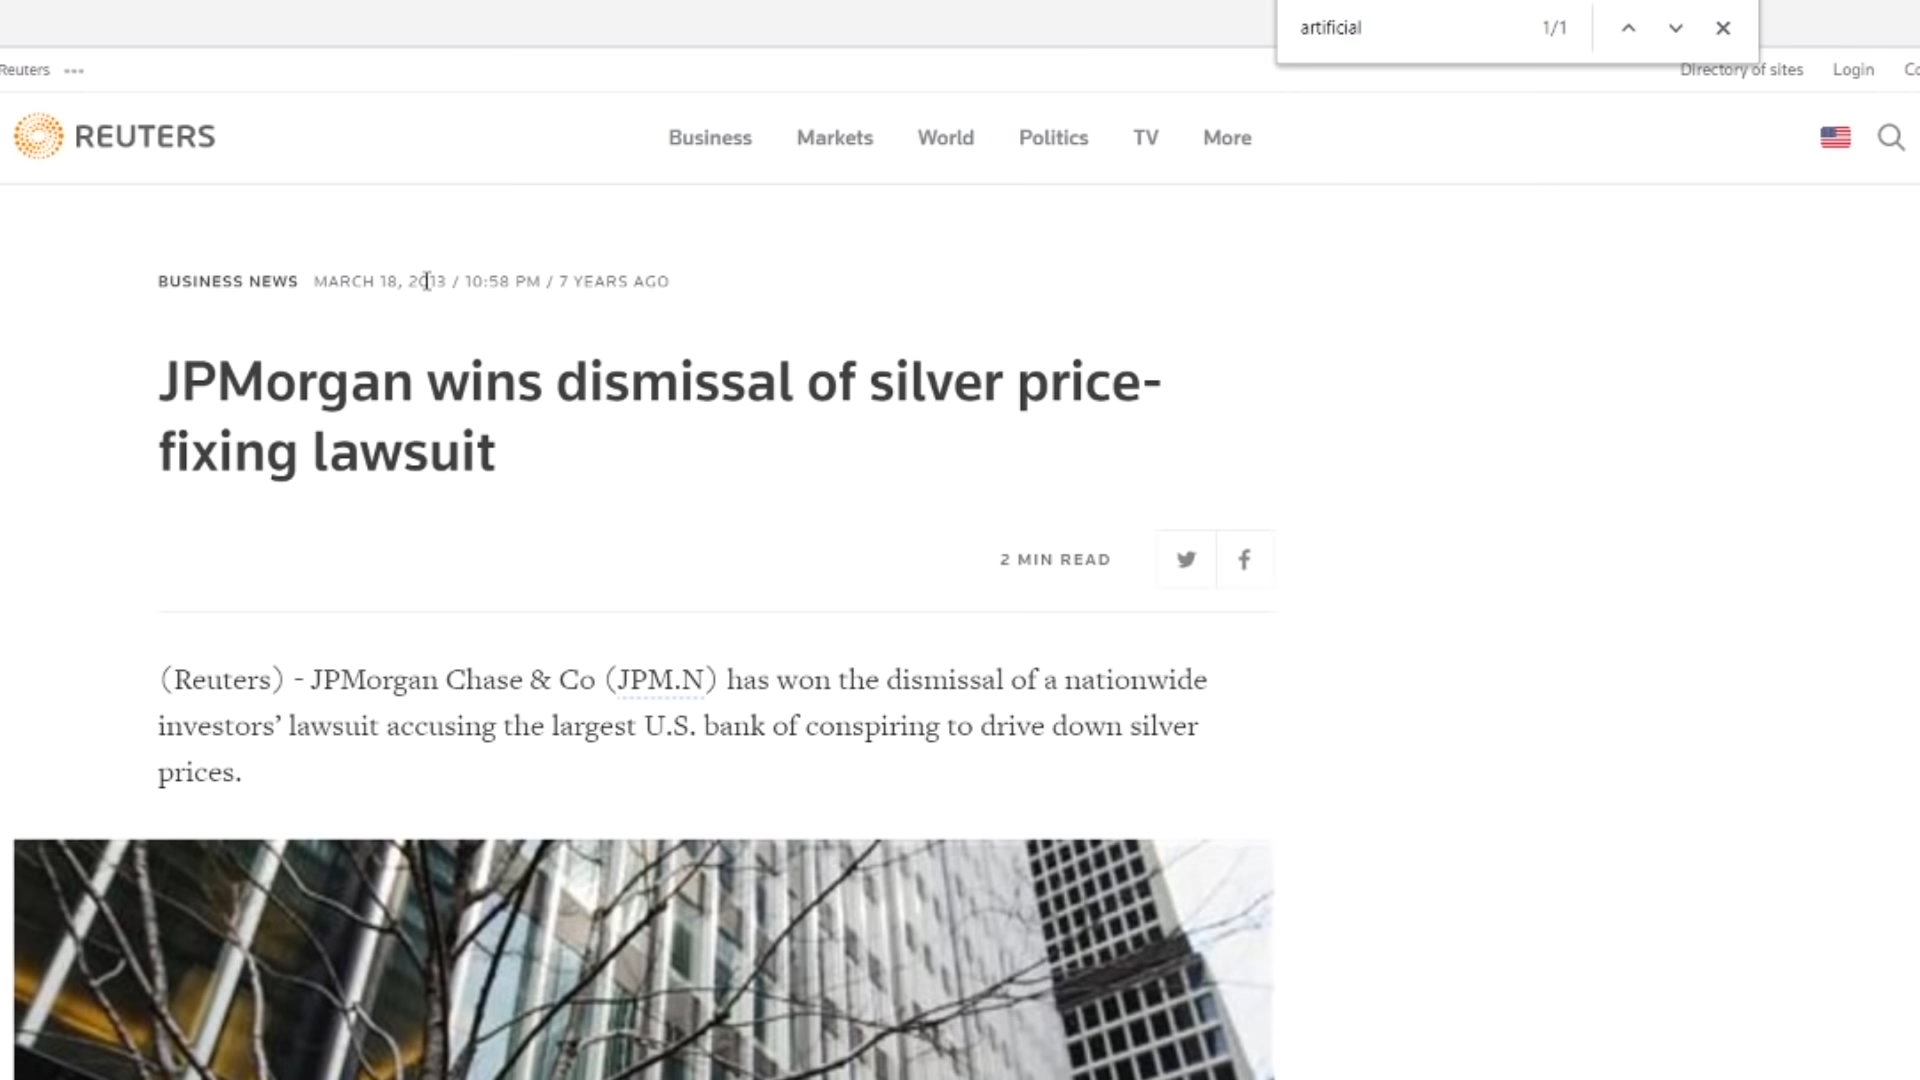 artificial 1/1
Reuters
Directory of sites Login
REUTERS
Business Markets World Politics TV More
BUSINESS NEWS MARCH 18, 2013 / 10:58 PM / 7 YEARS AGO
JPMorgan wins dismissal of silver price-
fixing lawsuit
2 MIN READ
(Reuters) - JPMorgan Chase & Co (JPM.N) has won the dismissal of a nationwide
investors’ lawsuit accusing the largest U.S. bank of conspiring to drive down silver
prices.